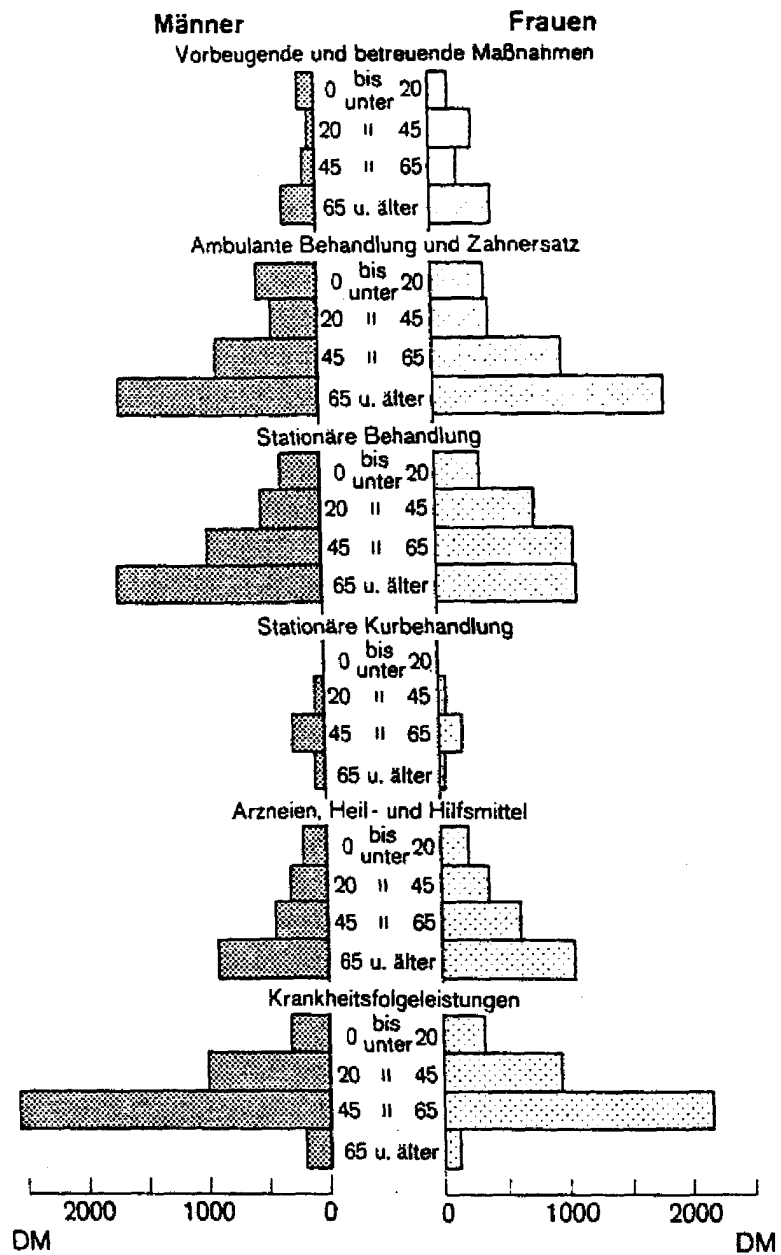 Männer Frauen
Vorbeugende und betreuende Maßnahmen
0 bis unter 20
20 " 45
45 " 65
65 u. älter
Ambulante Behandlung und Zahnersatz
0 bis unter 20
20 " 45
45 " 65
65 u. älter
Stationäre Behandlung
0 bis unter 20
20 " 45
45 " 65
65 u. älter
Stationäre Kurbehandlung
0 bis unter 20
20 " 45
45 " 65
65 u. älter
Arzneien, Heil- und Hilfsmittel
0 bis unter 20
20 " 45
45 " 65
65 u. älter
Krankheitsfolgeleistungen
0 bis unter 20
20 " 45
45 " 65
65 u. älter
2000 1000 0 0 1000 2000
DM DM